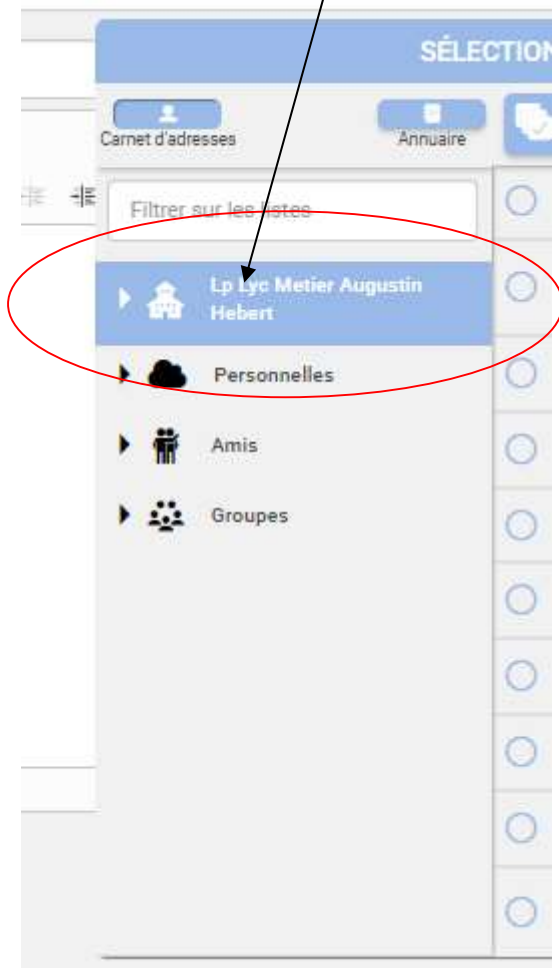 SÉLECTION
Carnet d'adresses
Annuaire
Filtrer sur les listes
Lp Lyc Metier Augustin
Hebert
Personnelles
Amis
Groupes